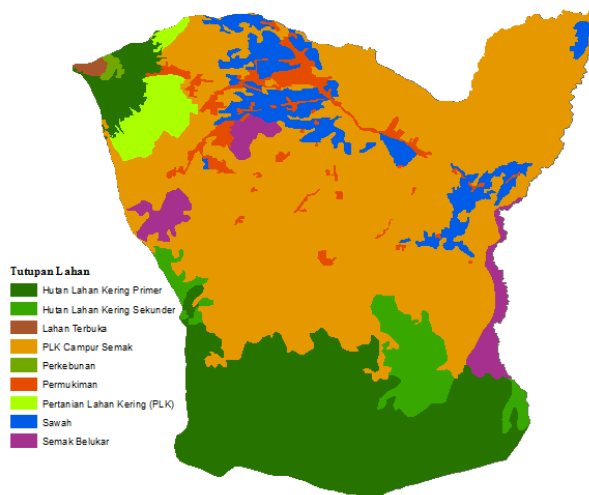 Tutupan Lahan
Hutan Lahan Kering Primer
Hutan Lahan Kering Sekunder
Lahan Terbuka
PLK Campur Semak
Perkebunan
Permukiman
Pertanian Lahan Kering (PLK)
Sawah
Semak Belukar